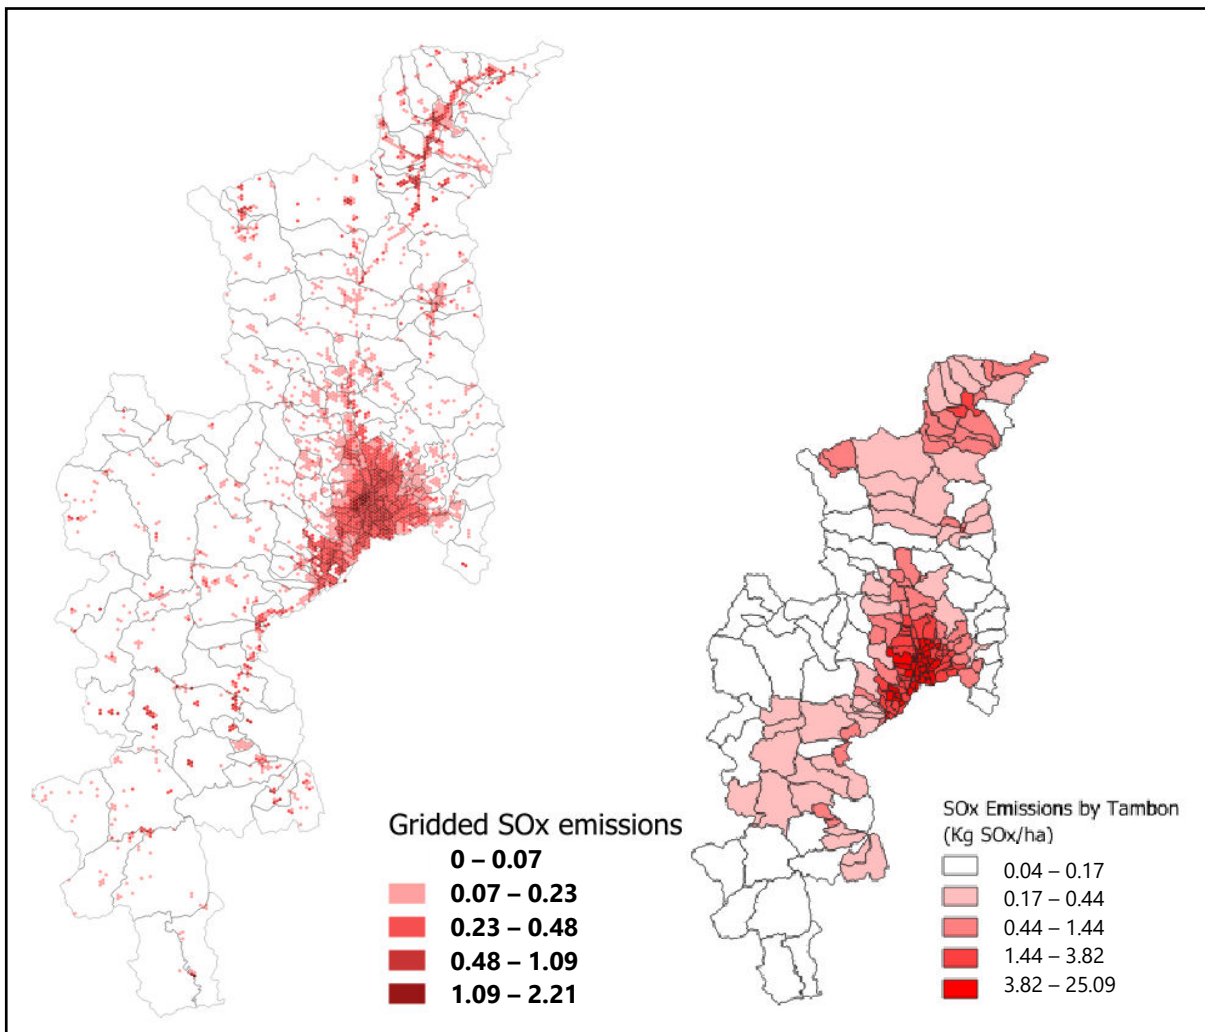 Gridded SOx emissions
0 – 0.07
0.07 – 0.23
0.23 – 0.48
0.48 – 1.09
1.09 – 2.21
SOx Emissions by Tambon
(Kg SOx/ha)
0.04 – 0.17
0.17 – 0.44
0.44 – 1.44
1.44 – 3.82
3.82 – 25.09